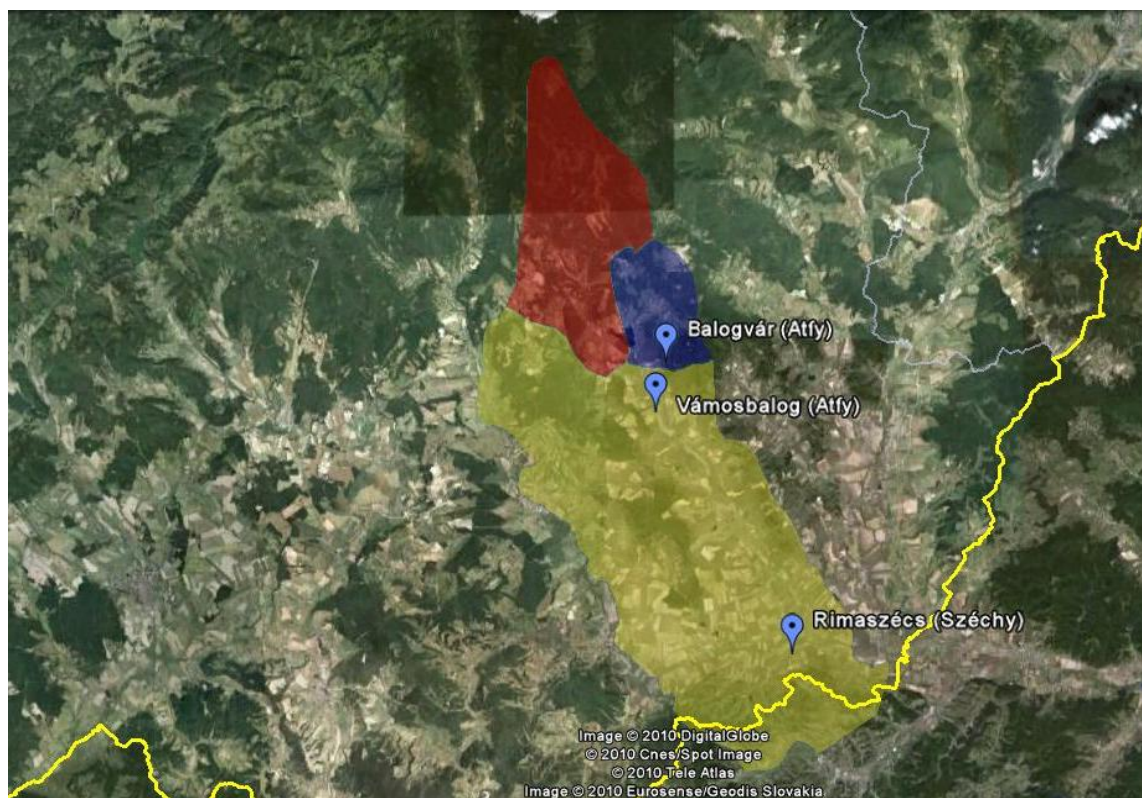 Balogvár (Atfy)
Vámosbalog (Atfy)
Rimaszécs (Széchy)
Image © 2010 DigitalGlobe
© 2010 Cnes/Spot Image
© 2010 Tele Atlas
Image © 2010 Eurosense/Geodis Slovakia